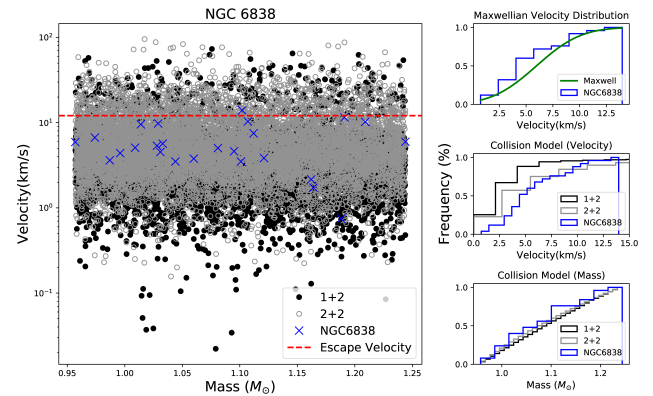 NGC 6838
10²
10¹
10⁰
10⁻¹
Velocity(km/s)
0.95
1.00
1.05
1.10
1.15
1.20
1.25
Mass (M☉)
1+2
2+2
NGC6838
Escape Velocity
Maxwellian Velocity Distribution
1.0
0.5
0.0
2.5
5.0
7.5
10.0
12.5
Velocity(km/s)
Maxwell
NGC6838
Frequency (%)
Collision Model (Velocity)
1.0
0.5
0.0
0.0
2.5
5.0
7.5
10.0
12.5
15.0
Velocity(km/s)
1+2
2+2
NGC6838
Collision Model (Mass)
1.0
0.5
0.0
1.0
1.1
1.2
Mass (M☉)
1+2
2+2
NGC6838